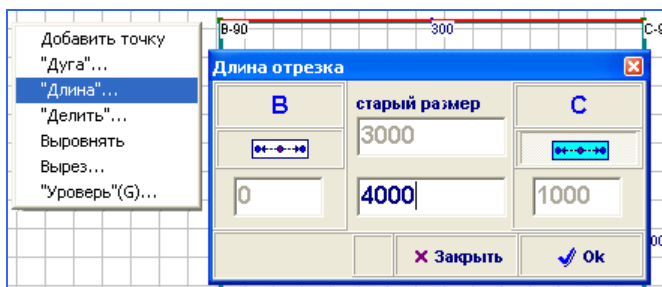 Добавить точку
"Дуга"...
"Длина"...
"Делить"...
Выровнять
Вырез...
"Уроверь"(G)...
B-90
300
C-9
Длина отрезка
B
старый размер
C
3000
0
4000
1000
Закрыть
Ok